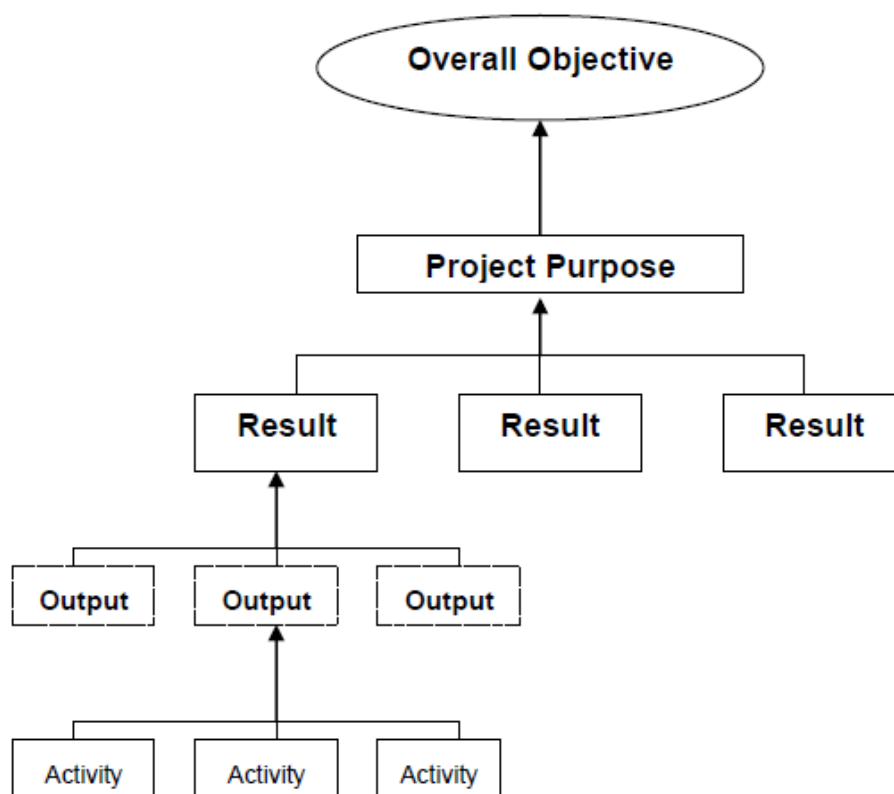 Overall Objective
Project Purpose
Result
Result
Result
Output
Output
Output
Activity
Activity
Activity